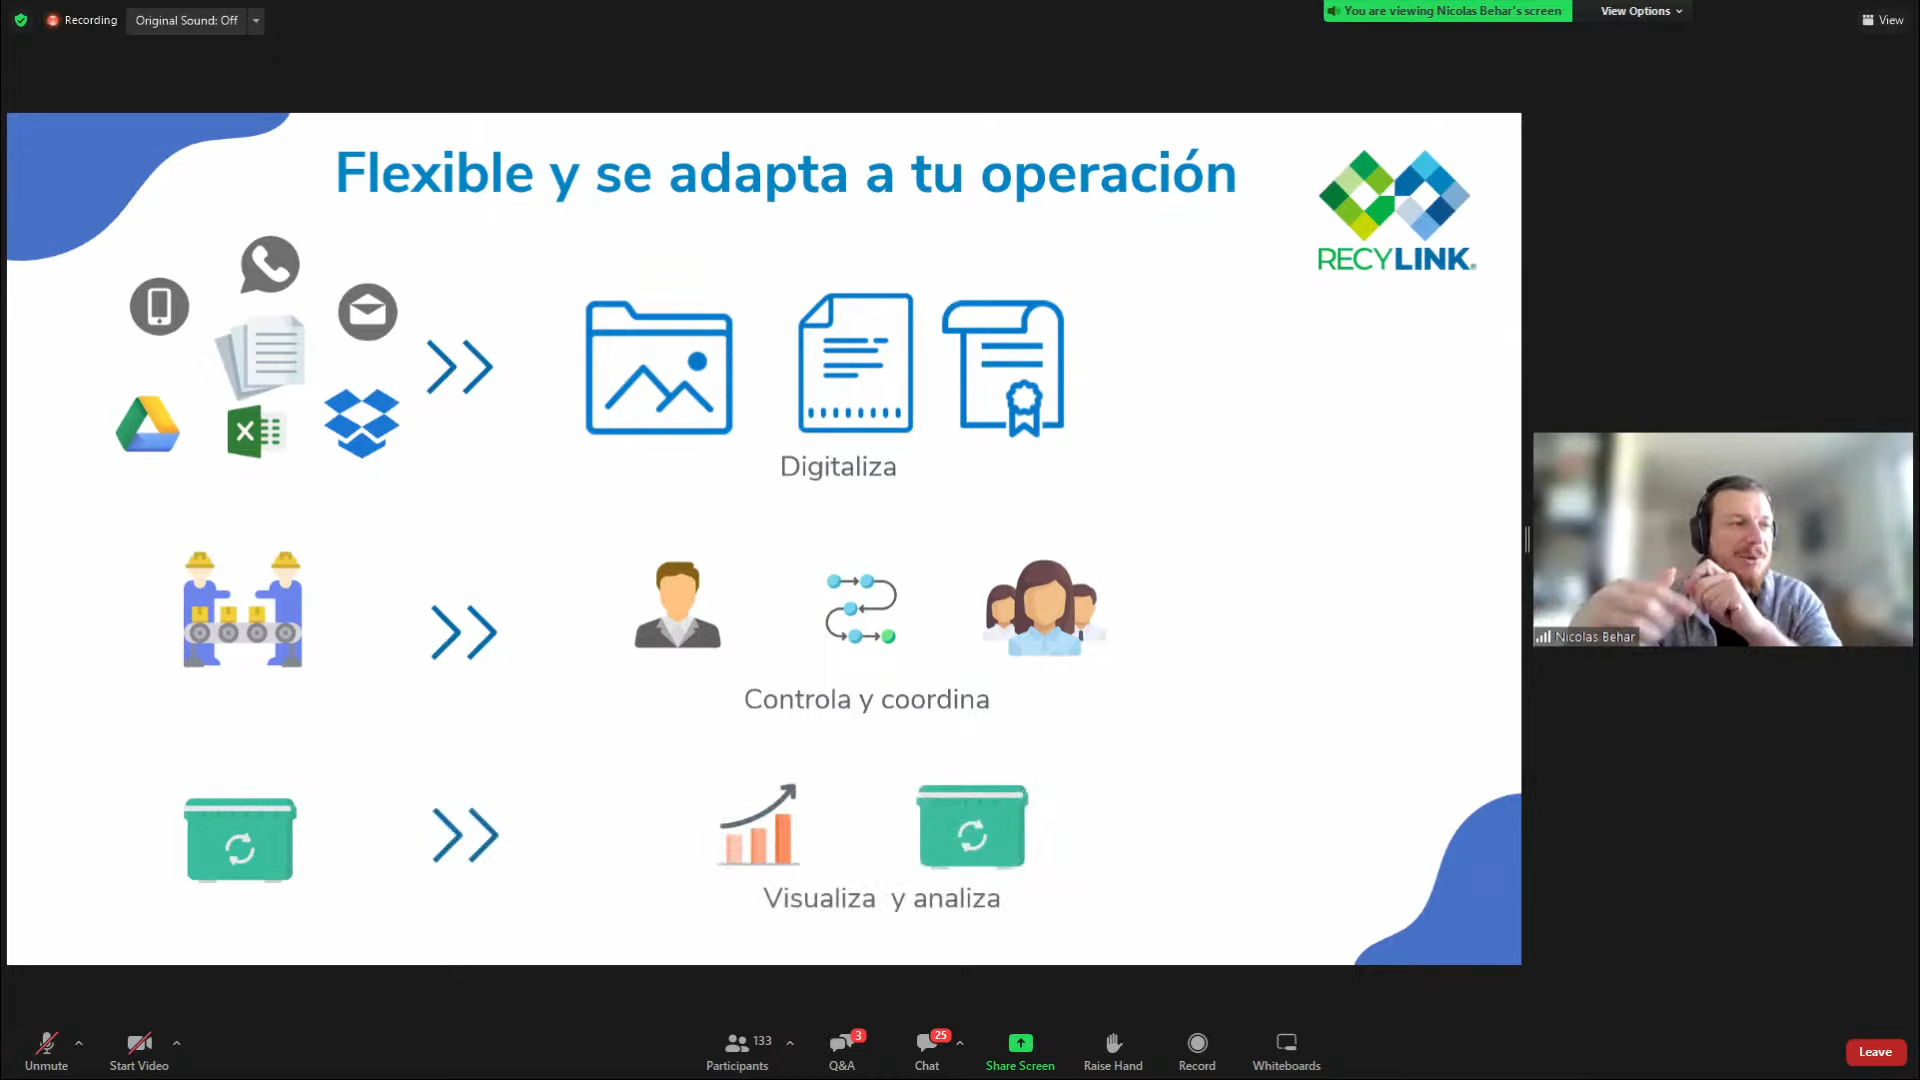 Recording
Original Sound: Off
You are viewing Nicolas Behar's screen
View Options
View
Flexible y se adapta a tu operación
RECYLINK®
X
Digitaliza
Controla y coordina
Visualiza y analiza
Nicolas Behar
Unmute
Start Video
133
Participants
3
Q&A
25
Chat
Share Screen
Raise Hand
Record
Whiteboards
Leave